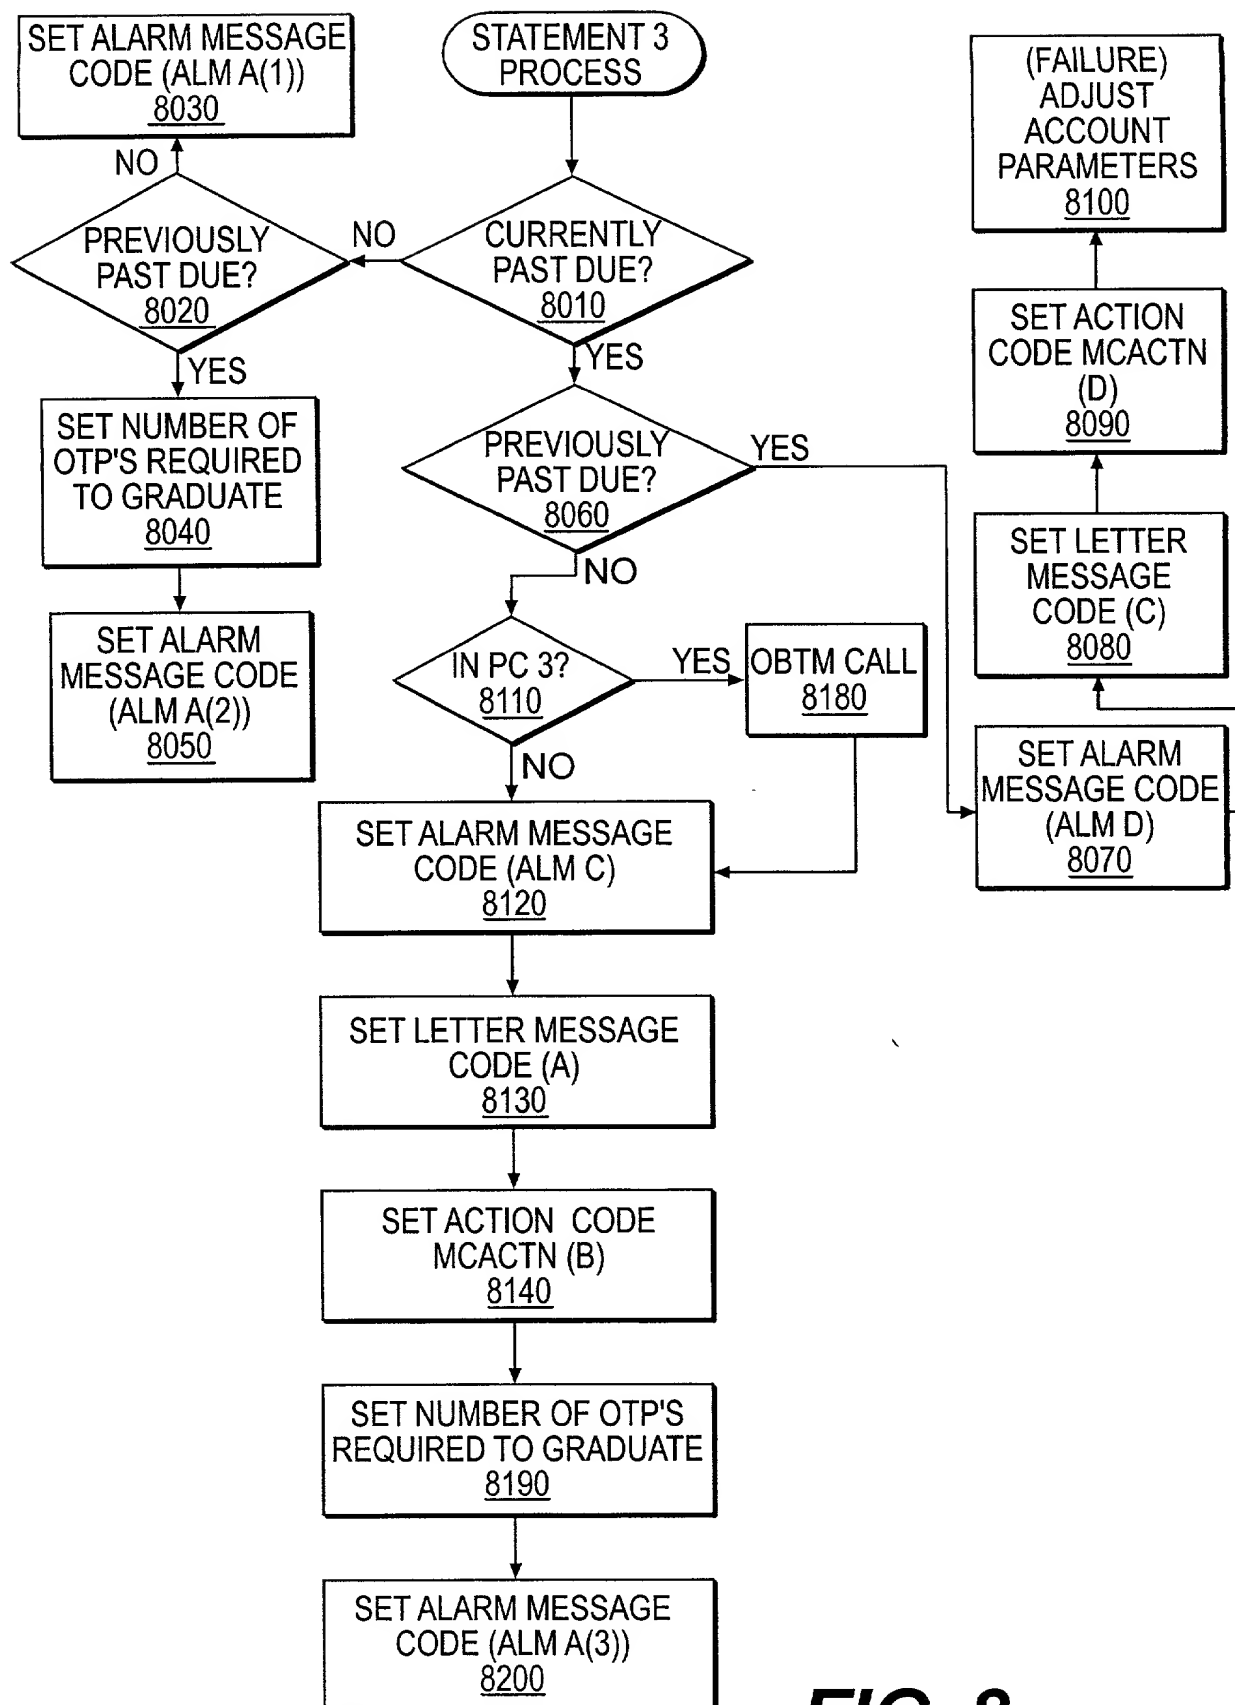 SET ALARM MESSAGE
CODE (ALM A(1))
8030
STATEMENT 3
PROCESS
(FAILURE)
ADJUST
ACCOUNT
PARAMETERS
8100
NO
PREVIOUSLY
PAST DUE?
8020
NO
CURRENTLY
PAST DUE?
8010
YES
YES
SET ACTION
CODE MCACTN
(D)
8090
SET NUMBER OF
OTP'S REQUIRED
TO GRADUATE
8040
PREVIOUSLY
PAST DUE?
8060
YES
NO
SET LETTER
MESSAGE
CODE (C)
8080
SET ALARM
MESSAGE CODE
(ALM A(2))
8050
IN PC 3?
8110
YES
OBTM CALL
8180
NO
SET ALARM
MESSAGE CODE
(ALM D)
8070
SET ALARM MESSAGE
CODE (ALM C)
8120
SET LETTER MESSAGE
CODE (A)
8130
SET ACTION CODE
MCACTN (B)
8140
SET NUMBER OF OTP'S
REQUIRED TO GRADUATE
8190
SET ALARM MESSAGE
CODE (ALM A(3))
8200
FIG. 8